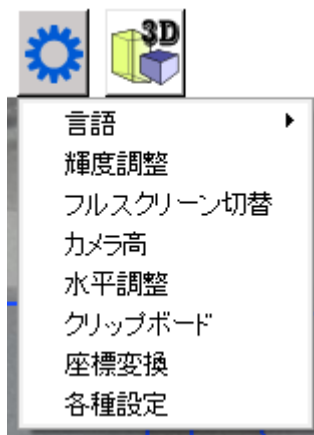 3D
言語
輝度調整
フルスクリーン切替
カメラ高
水平調整
クリップボード
座標変換
各種設定